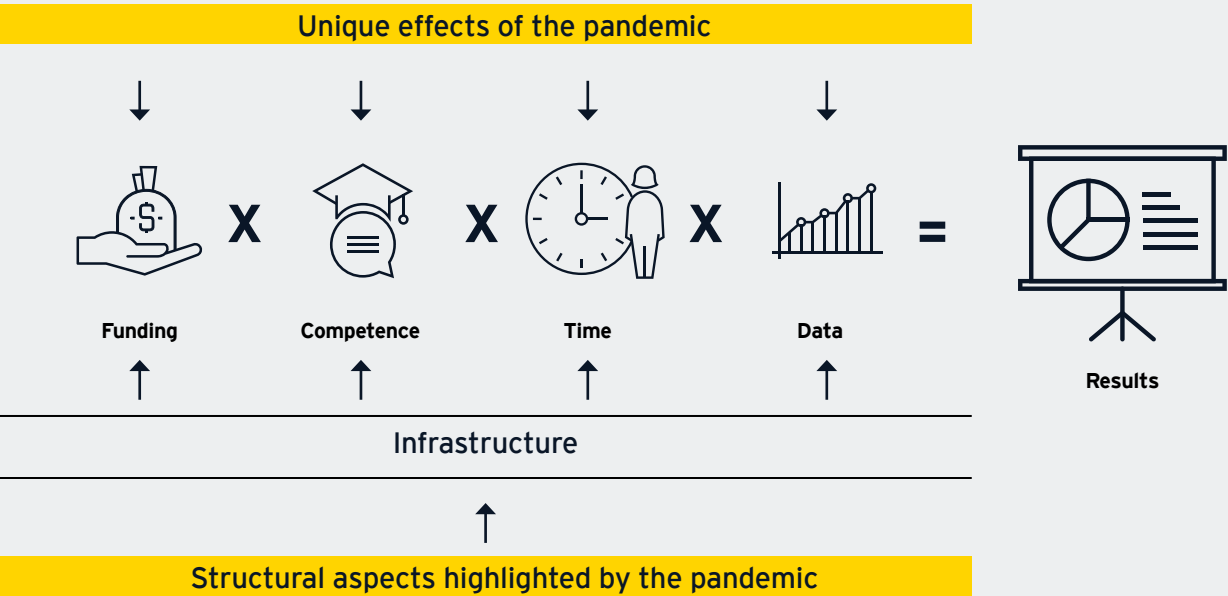 Unique effects of the pandemic
$
X X X =
Funding Competence Time Data
Results
Infrastructure
Structural aspects highlighted by the pandemic